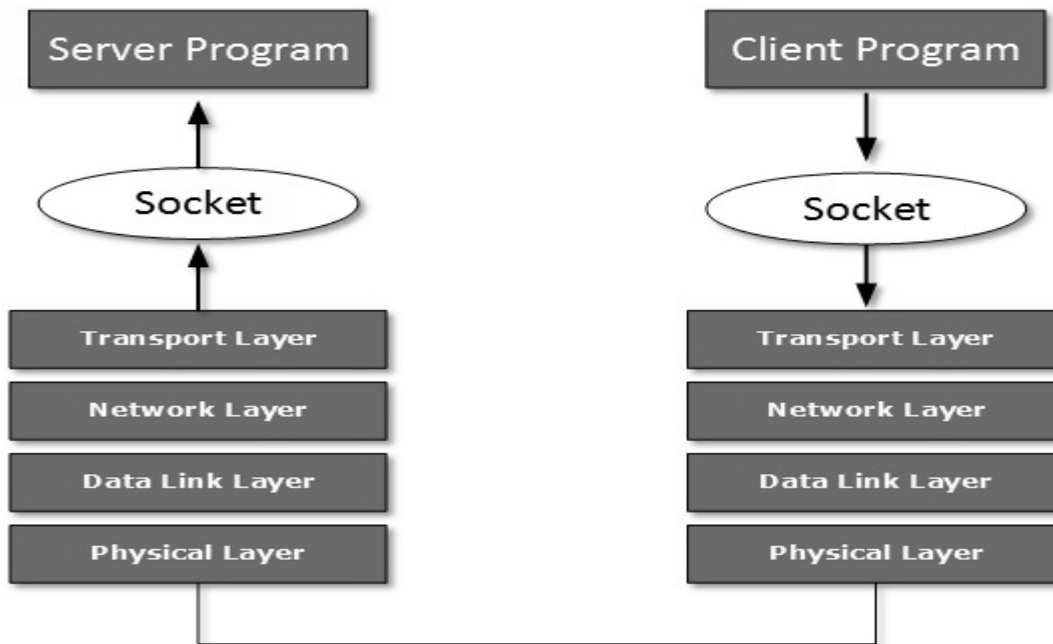 Server Program
Socket
Transport Layer
Network Layer
Data Link Layer
Physical Layer
Client Program
Socket
Transport Layer
Network Layer
Data Link Layer
Physical Layer